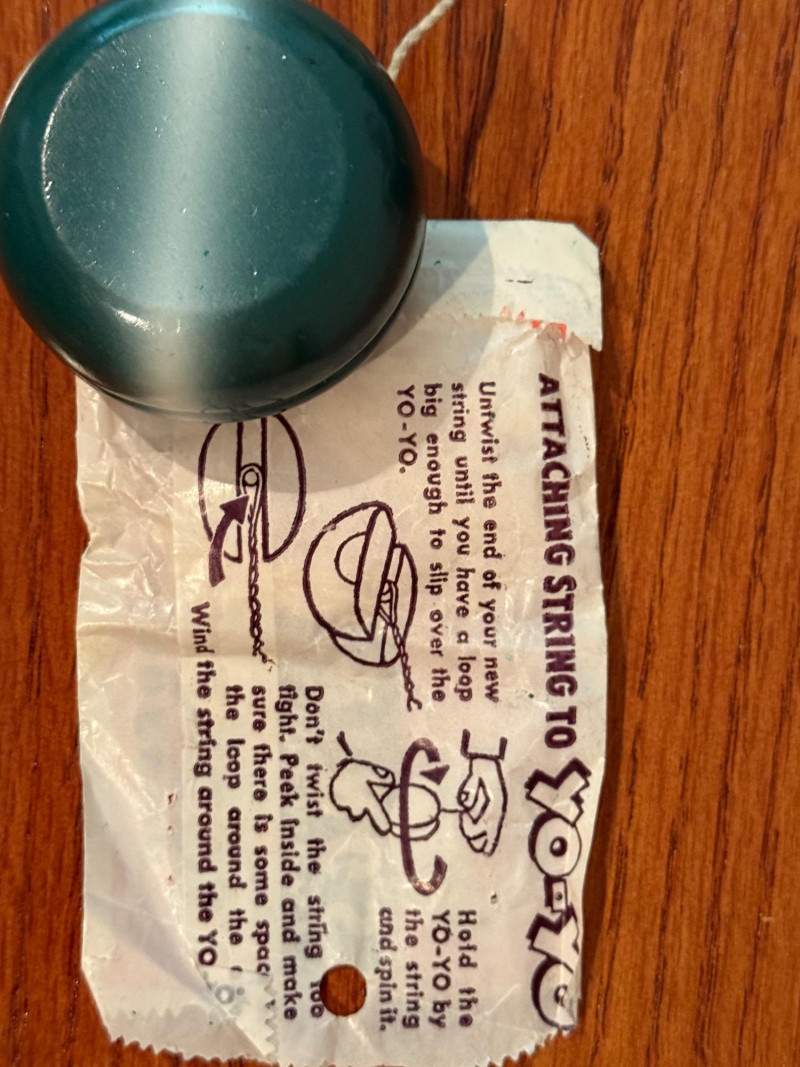 ATTACHING STRING TO YO-YO
Untwist the end of your new
string until you have a loop
big enough to slip over the
YO-YO.
Hold the
YO-YO by
the string
and spin it.
Don't twist the string too
tight. Peek inside and make
sure there is some spac
the loop around the
Wind the string around the YO